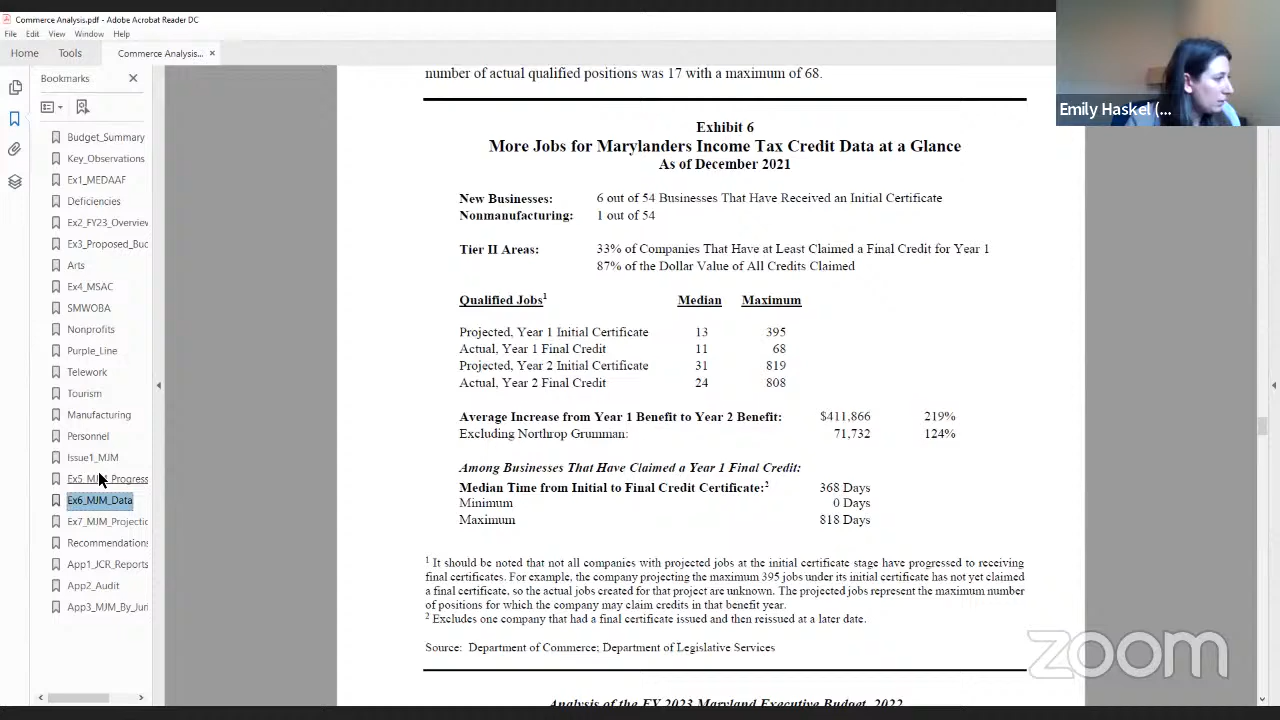 Commerce Analysis.pdf - Adobe Acrobat Reader DC
File Edit View Window Help
Home Tools Commerce Analysis... ×
Bookmarks
Budget_Summary
Key_Observations
Ex1_MEDAAF
Deficiencies
Ex2_FY23_Overview
Ex3_Proposed_Bud
Arts
Ex4_MSAC
SMWOBA
Nonprofits
Purple_Line
Telework
Tourism
Manufacturing
Personnel
Issue1_MJM
Ex5_MJM_Progress
Ex6_MJM_Data
Ex7_MJM_Projectio
Recommendations
App1_JCR_Reports
App2_Audit
App3_MJM_By_Juri
number of actual qualified positions was 17 with a maximum of 68.
Exhibit 6
More Jobs for Marylanders Income Tax Credit Data at a Glance
As of December 2021
New Businesses: 6 out of 54 Businesses That Have Received an Initial Certificate
Nonmanufacturing: 1 out of 54
Tier II Areas: 33% of Companies That Have at Least Claimed a Final Credit for Year 1
87% of the Dollar Value of All Credits Claimed
Qualified Jobs1 Median Maximum
Projected, Year 1 Initial Certificate 13 395
Actual, Year 1 Final Credit 11 68
Projected, Year 2 Initial Certificate 31 819
Actual, Year 2 Final Credit 24 808
Average Increase from Year 1 Benefit to Year 2 Benefit: $411,866 219%
Excluding Northrop Grumman: 71,732 124%
Among Businesses That Have Claimed a Year 1 Final Credit:
Median Time from Initial to Final Credit Certificate:2 368 Days
Minimum 0 Days
Maximum 818 Days
1 It should be noted that not all companies with projected jobs at the initial certificate stage have progressed to receiving
final certificates. For example, the company projecting the maximum 395 jobs under its initial certificate has not yet claimed
a final certificate, so the actual jobs created for that project are unknown. The projected jobs represent the maximum number
of positions for which the company may claim credits in that benefit year.
2 Excludes one company that had a final certificate issued and then reissued at a later date.
Source: Department of Commerce; Department of Legislative Services
Analysis of the FY 2023 Maryland Executive Budget, 2022
Emily Haskel (...
zoom